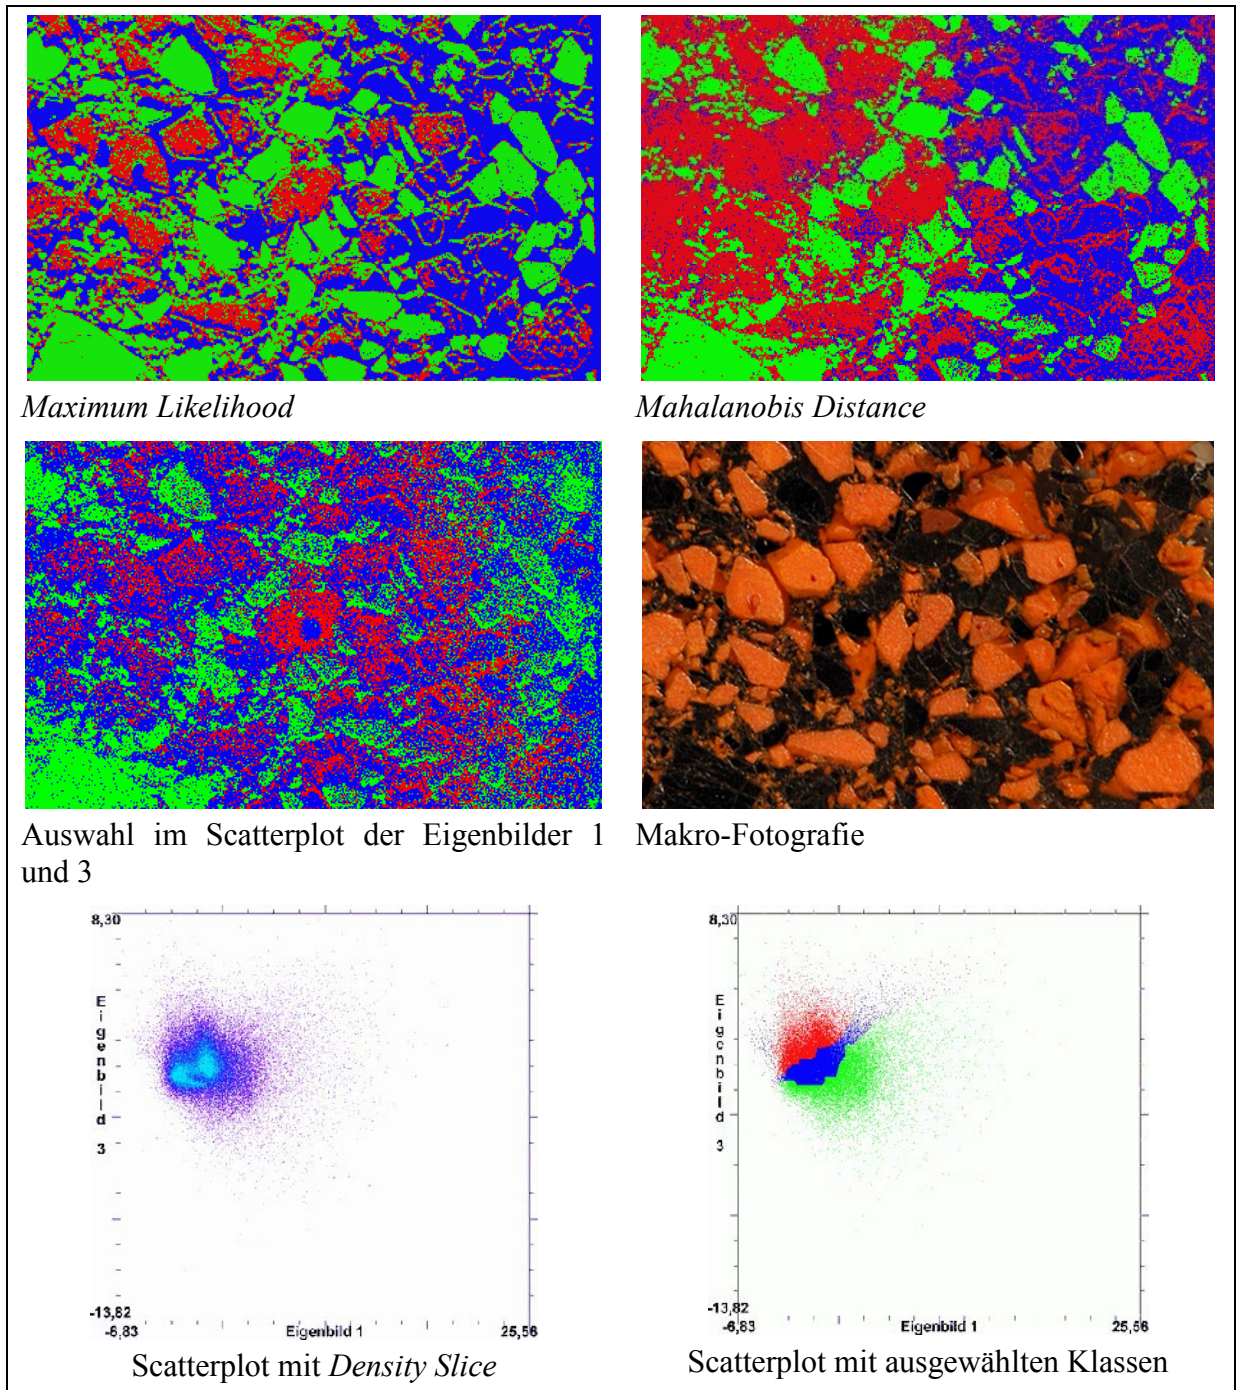 Maximum Likelihood
Mahalanobis Distance
Auswahl im Scatterplot der Eigenbilder 1
und 3
Makro-Fotografie
8,30
Eigenbild 3
-13,82
-6,83
Eigenbild 1
25,56
Scatterplot mit Density Slice
8,30
Eigenbild 3
-13,82
-6,83
Eigenbild 1
25,56
Scatterplot mit ausgewählten Klassen